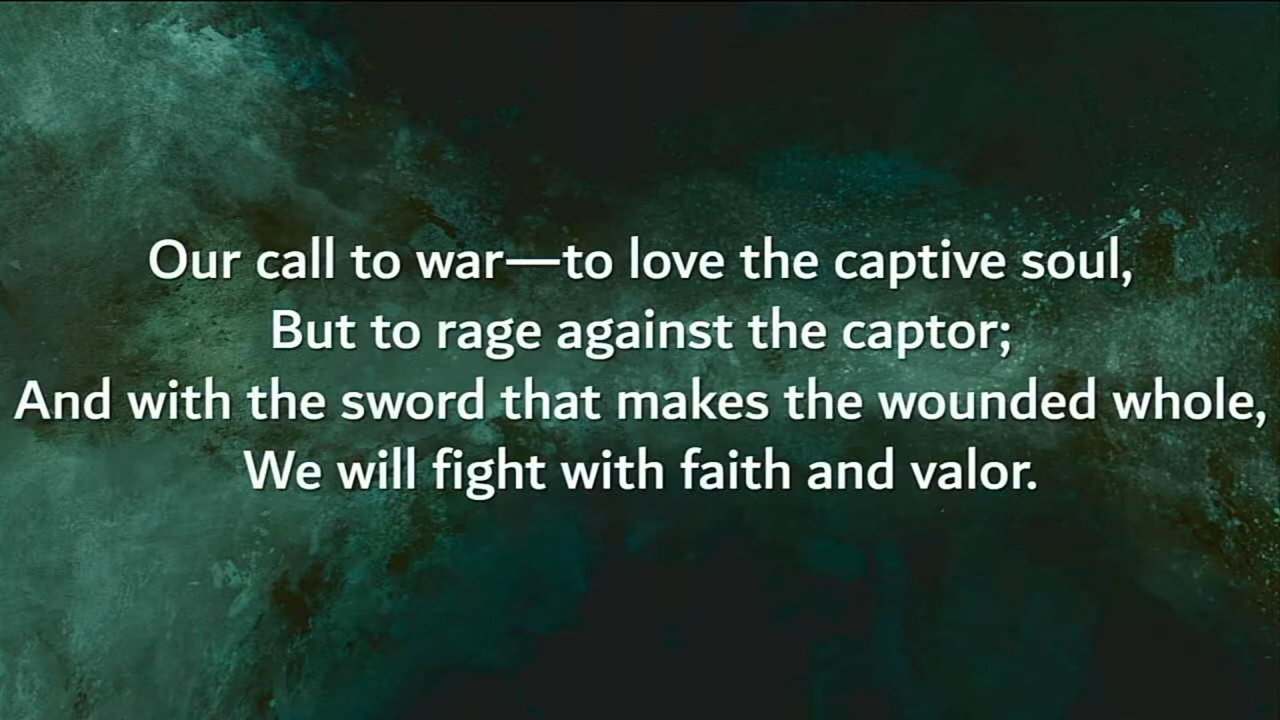 Our call to war—to love the captive soul,
But to rage against the captor;
And with the sword that makes the wounded whole,
We will fight with faith and valor.